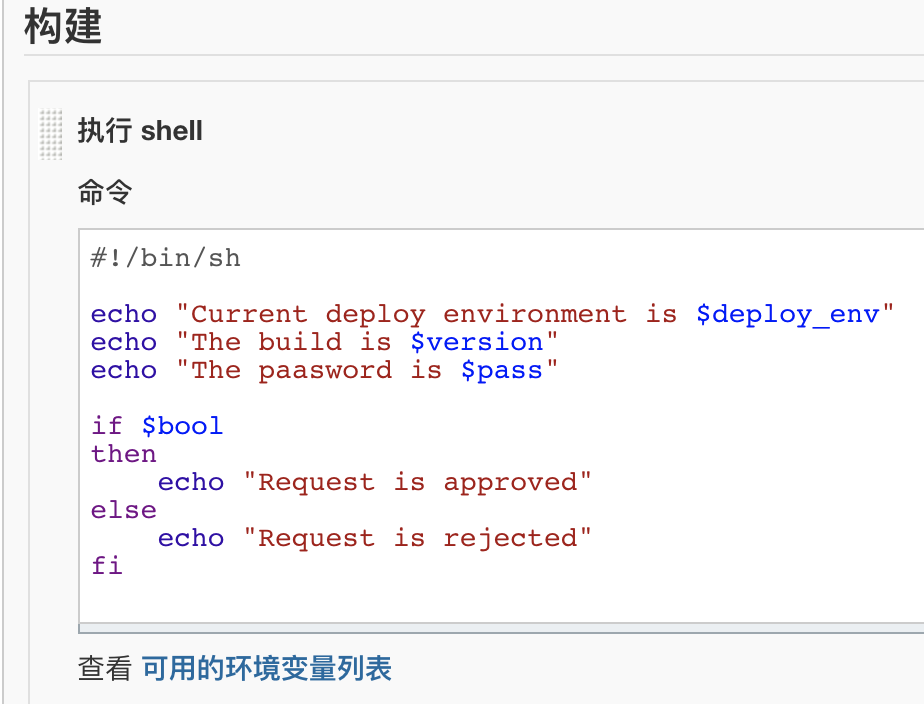 构建
执行 shell
命令
#!/bin/sh
echo "Current deploy environment is $deploy_env"
echo "The build is $version"
echo "The paasword is $pass"
if $bool
then
    echo "Request is approved"
else
    echo "Request is rejected"
fi
查看 可用的环境变量列表